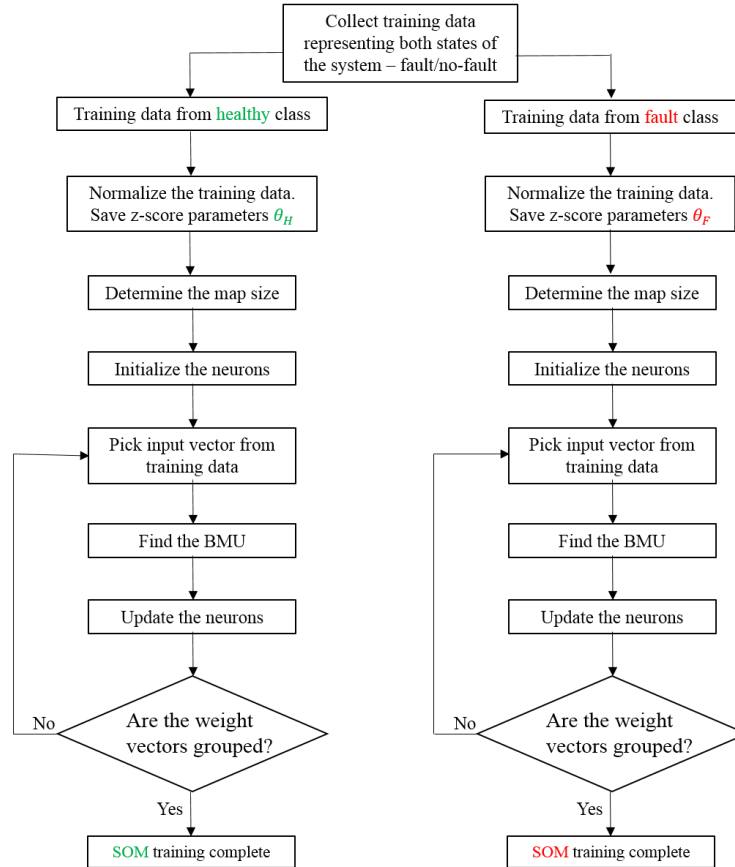 Collect training data
representing both states of
the system – fault/no-fault
Training data from healthy class
Normalize the training data.
Save z-score parameters θ_H
Determine the map size
Initialize the neurons
Pick input vector from
training data
Find the BMU
Update the neurons
Are the weight
vectors grouped?
No
Yes
SOM training complete
Training data from fault class
Normalize the training data.
Save z-score parameters θ_F
Determine the map size
Initialize the neurons
Pick input vector from
training data
Find the BMU
Update the neurons
Are the weight
vectors grouped?
No
Yes
SOM training complete